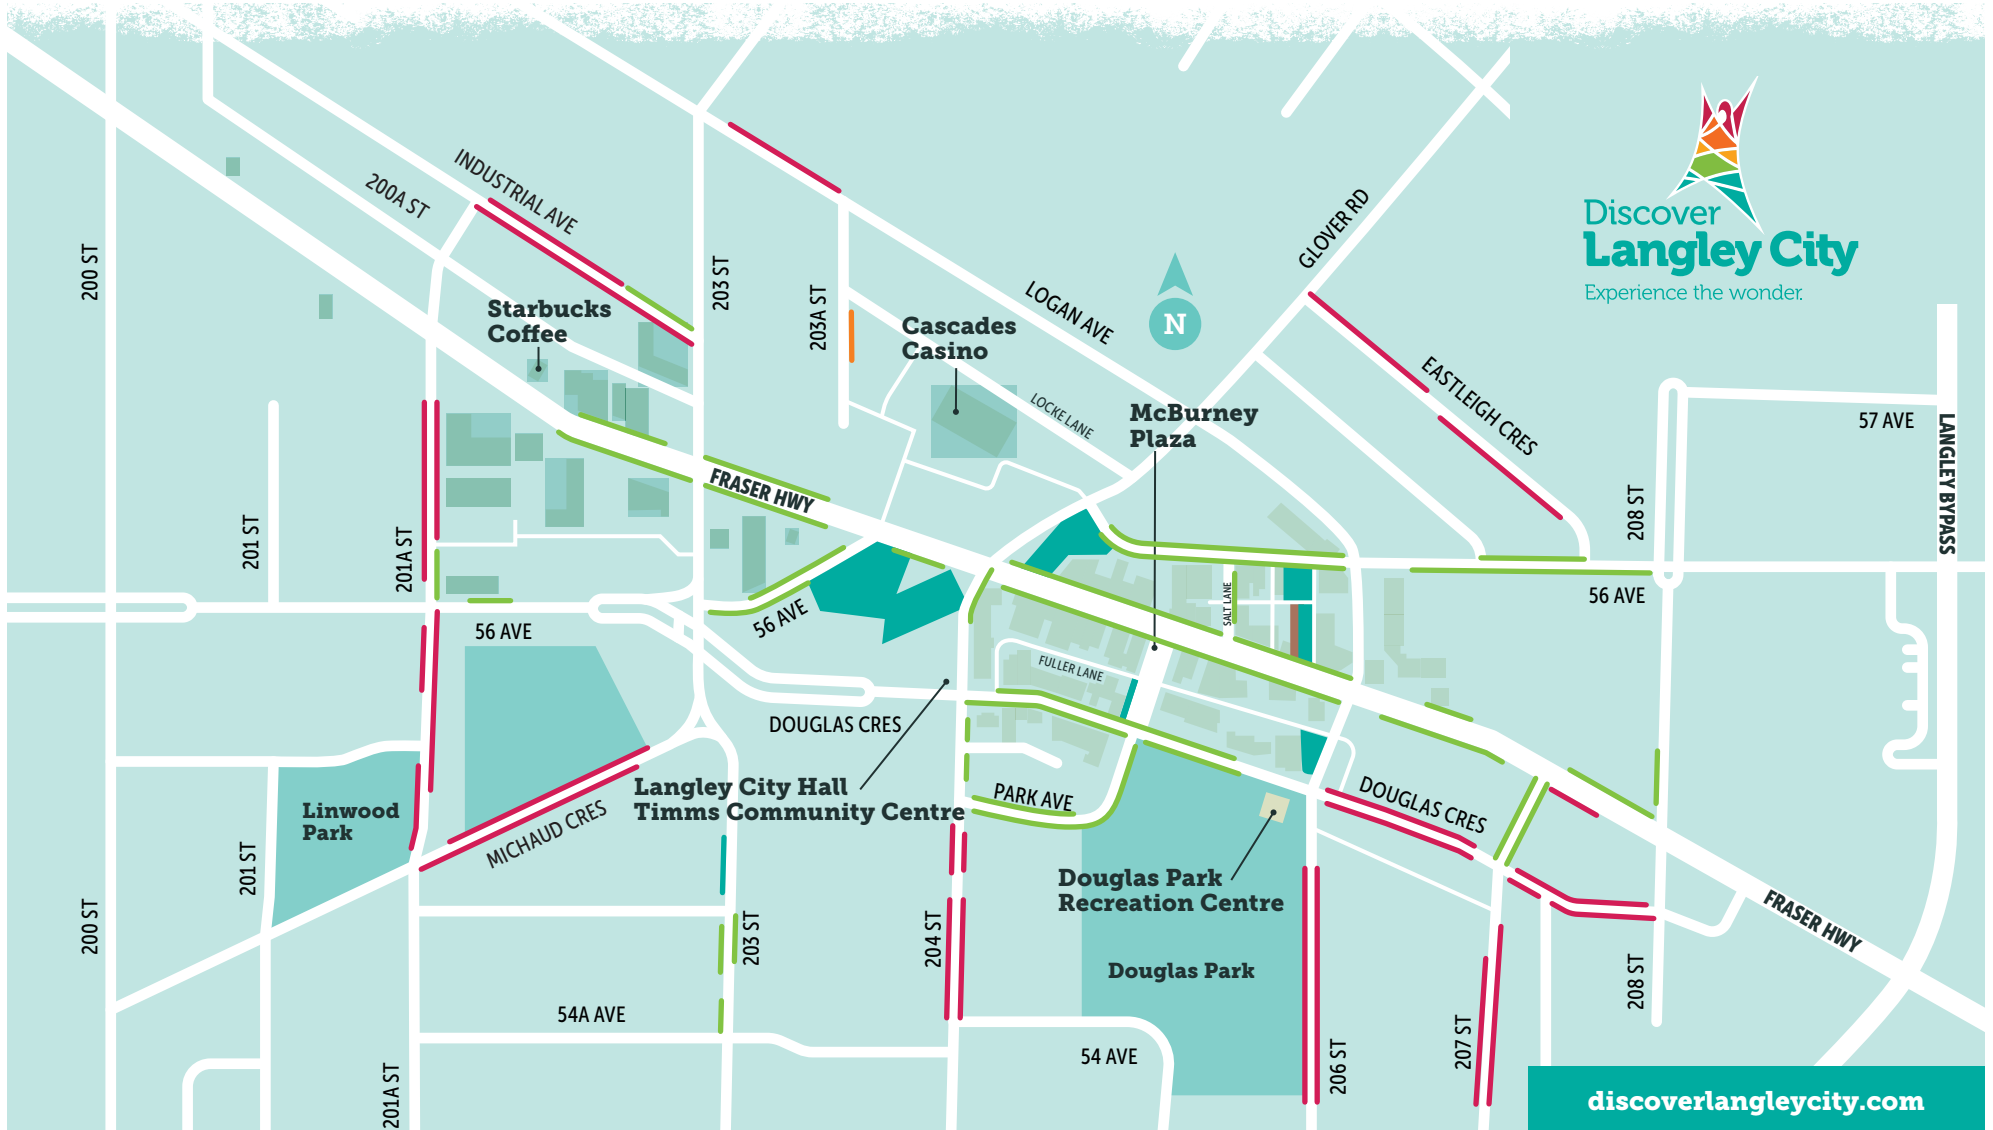 Discover
Langley City
Experience the wonder.
INDUSTRIAL AVE
200A ST
200 ST
203 ST
203A ST
Starbucks
Coffee
Cascades
Casino
LOGAN AVE
N
GLOVER RD
EASTLEIGH CRES
LOCKE LANE
McBurney
Plaza
57 AVE
LANGLEY BYPASS
208 ST
FRASER HWY
201 ST
201A ST
56 AVE
56 AVE
56 AVE
SALT LANE
FULLER LANE
DOUGLAS CRES
Langley City Hall
Timms Community Centre
PARK AVE
DOUGLAS CRES
Linwood
Park
MICHAUD CRES
201 ST
200 ST
203 ST
204 ST
Douglas Park
Recreation Centre
Douglas Park
FRASER HWY
208 ST
207 ST
206 ST
54A AVE
54 AVE
201A ST
discoverlangleycity.com